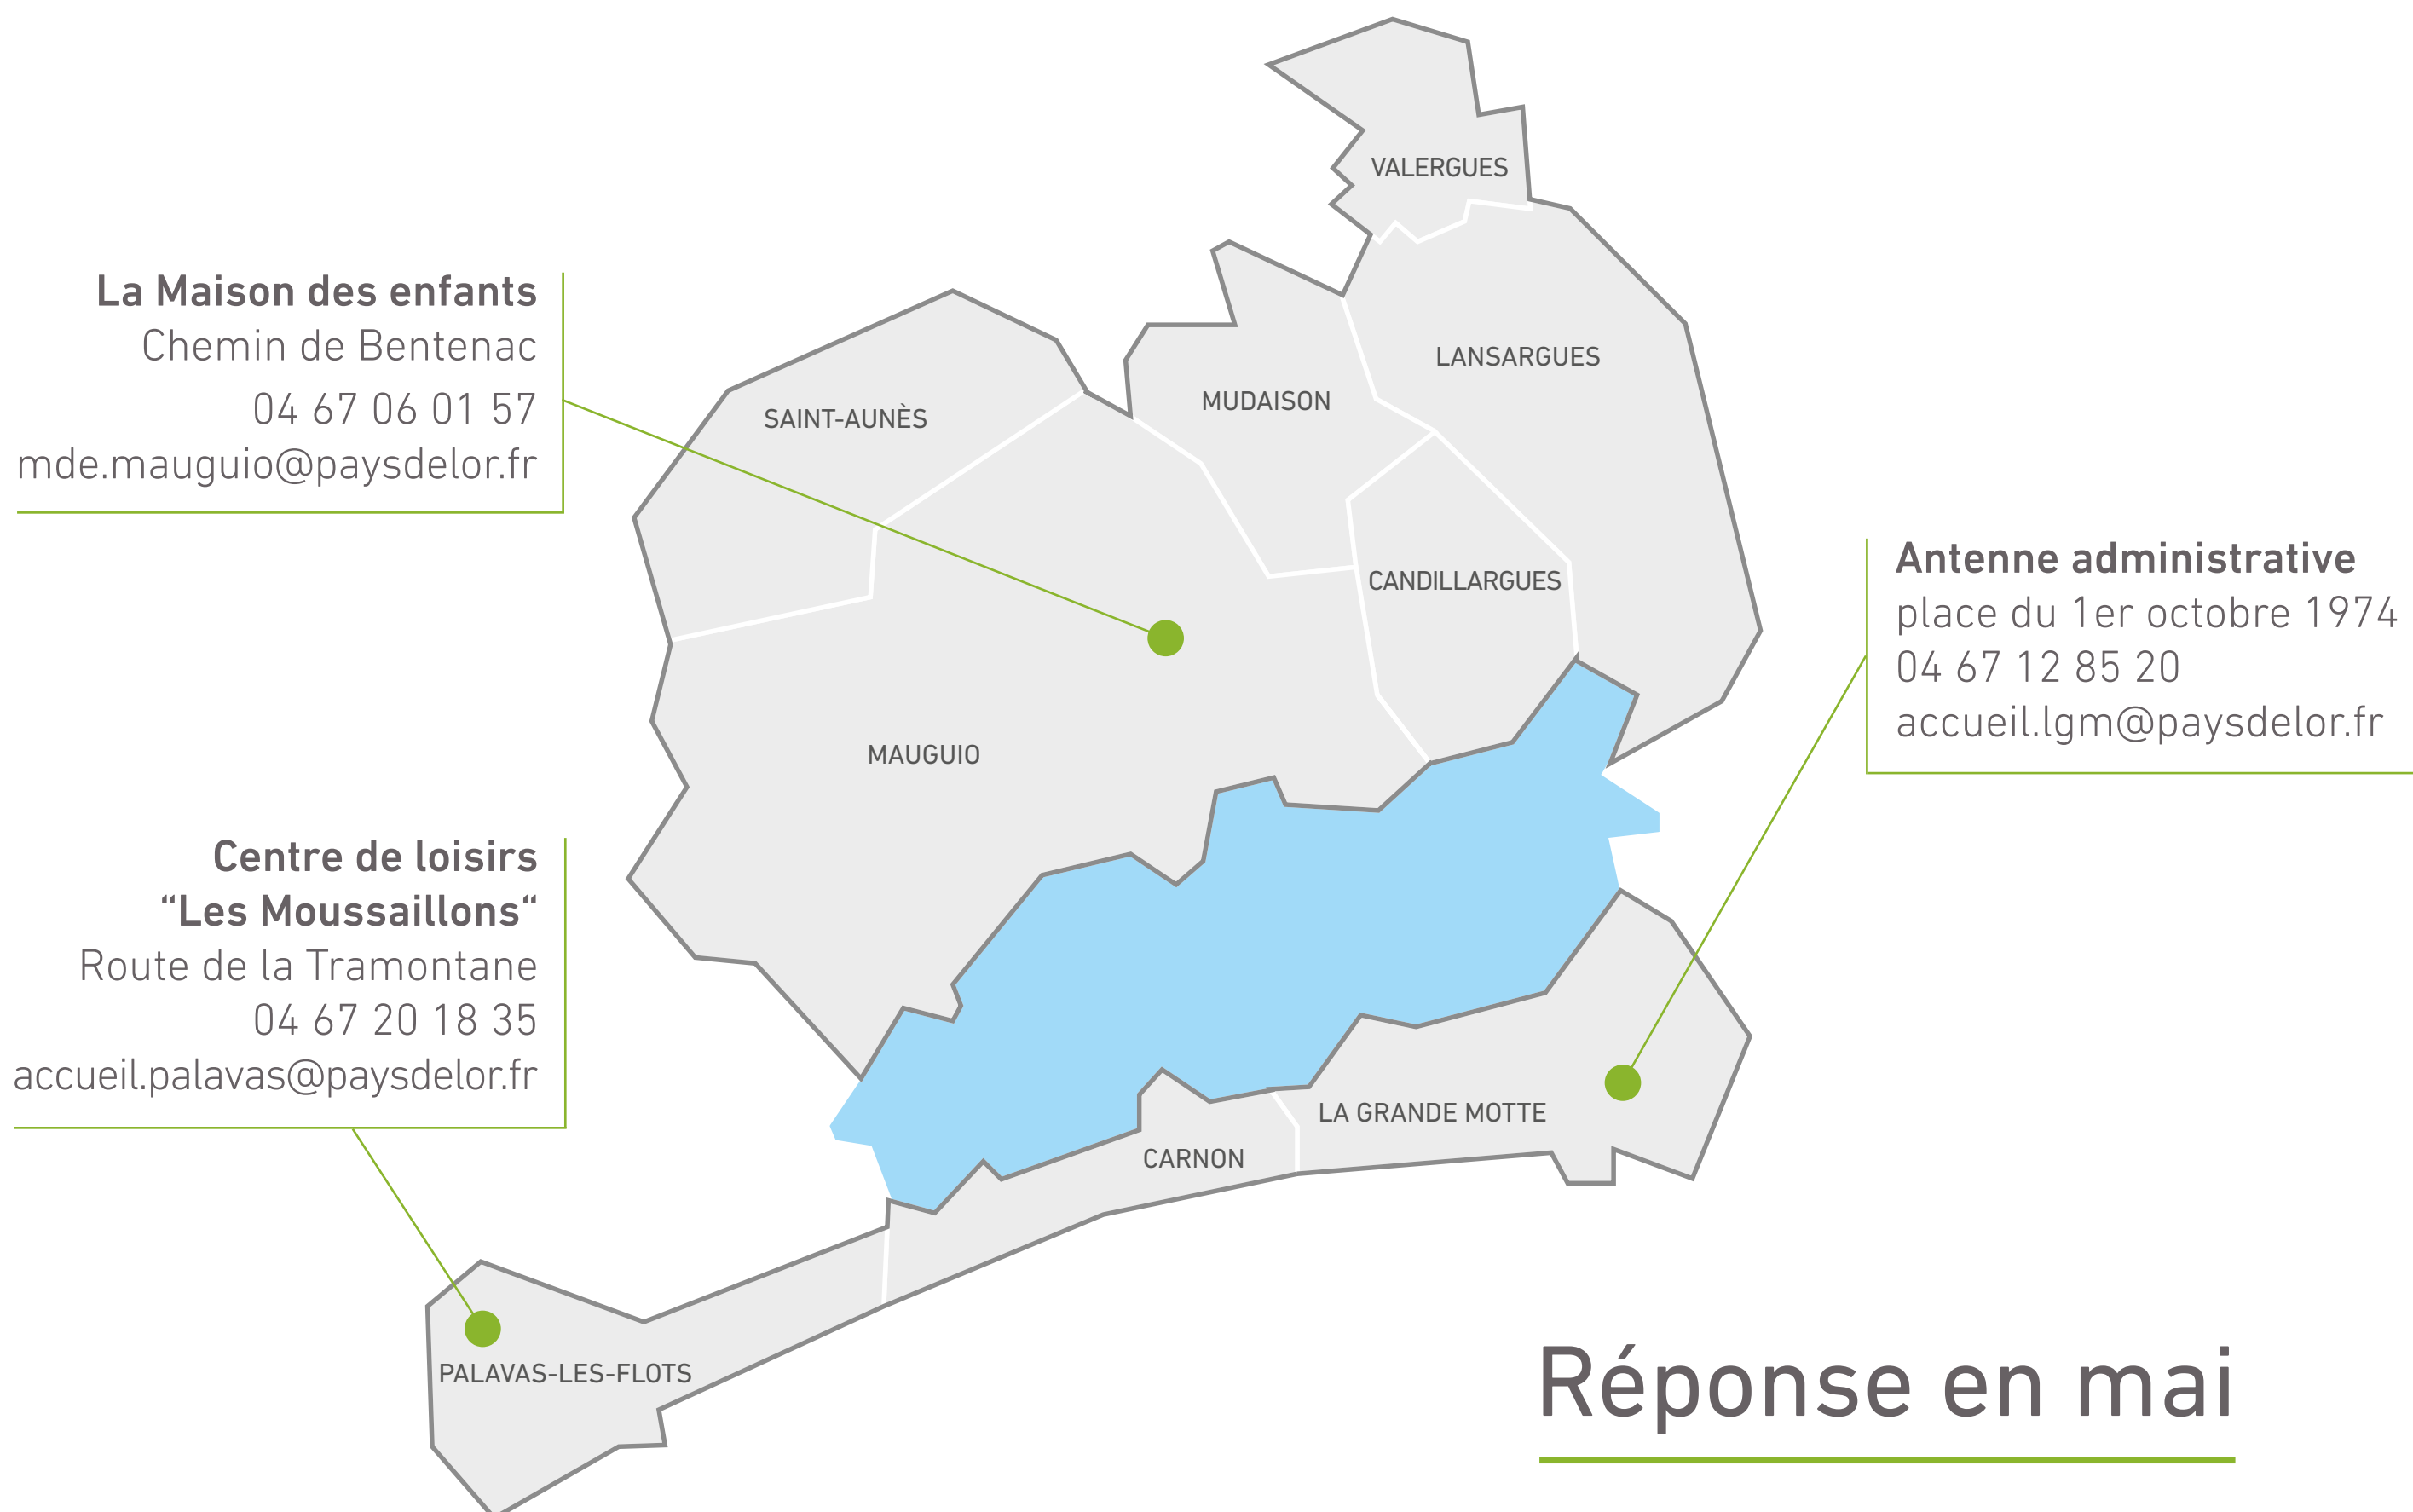 VALERGUES
La Maison des enfants
Chemin de Bentenac
04 67 06 01 57
mde.mauguio@paysdelor.fr
LANSARGUES
MUDAISON
SAINT-AUNÈS
CANDILLARGUES
Antenne administrative
place du 1er octobre 1974
04 67 12 85 20
accueil.lgm@paysdelor.fr
MAUGUIO
Centre de loisirs
“Les Moussaillons“
Route de la Tramontane
04 67 20 18 35
accueil.palavas@paysdelor.fr
LA GRANDE MOTTE
CARNON
PALAVAS-LES-FLOTS
Réponse en mai